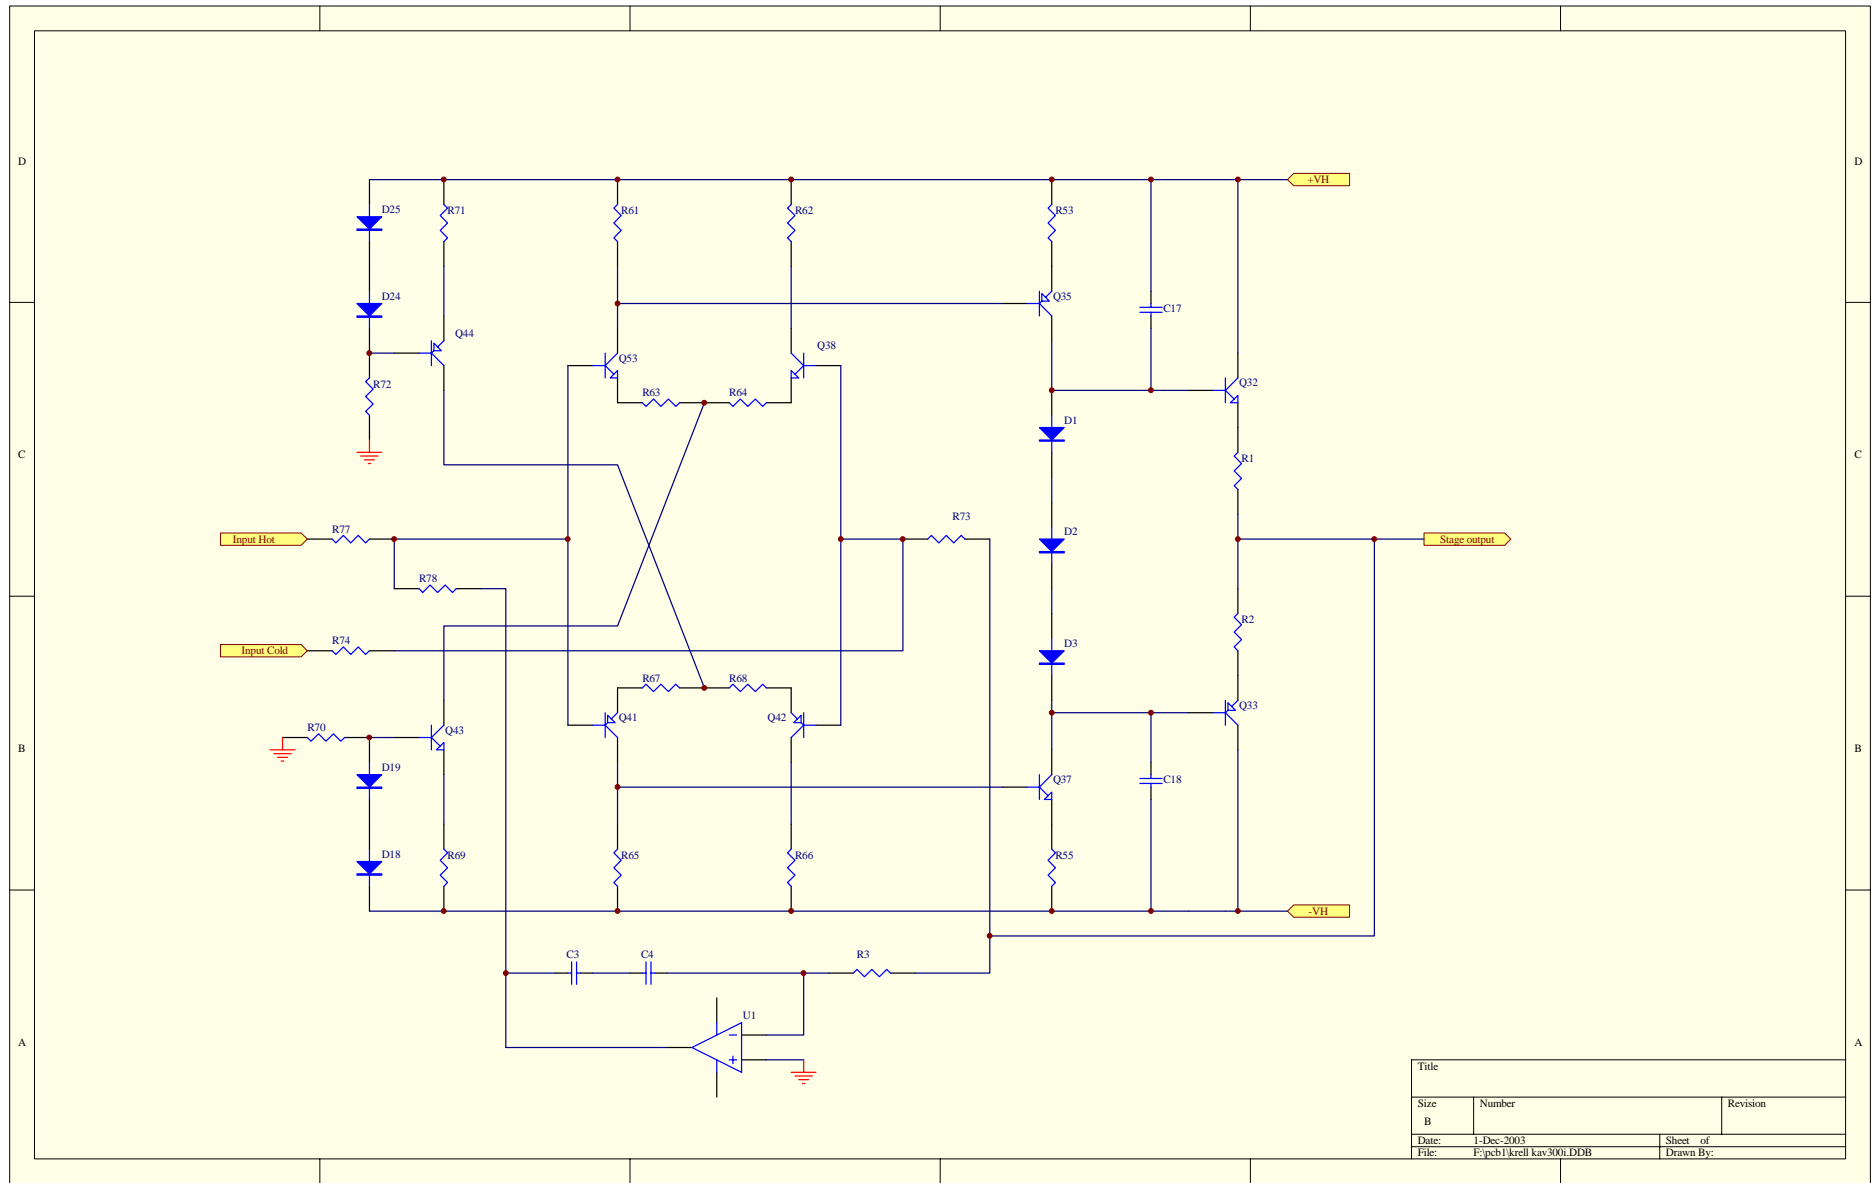 D
D
+VH
D25
R71
R61
R62
R53
D24
Q35
C17
Q44
Q38
Q53
R72
Q32
R63
R64
D1
C
R1
C
R73
R77
D2
Input Hot
Stage output
R78
R2
R74
D3
Input Cold
R67
R68
Q33
Q41
Q42
R70
Q43
B
B
D19
Q37
C18
D18
R69
R65
R66
R55
-VH
C3
C4
R3
U1
A
A
Title
Size
Number
Revision
B
Date:
1-Dec-2003
Sheet of
File:
F:\pcb1\krell kav300i.DDB
Drawn By: